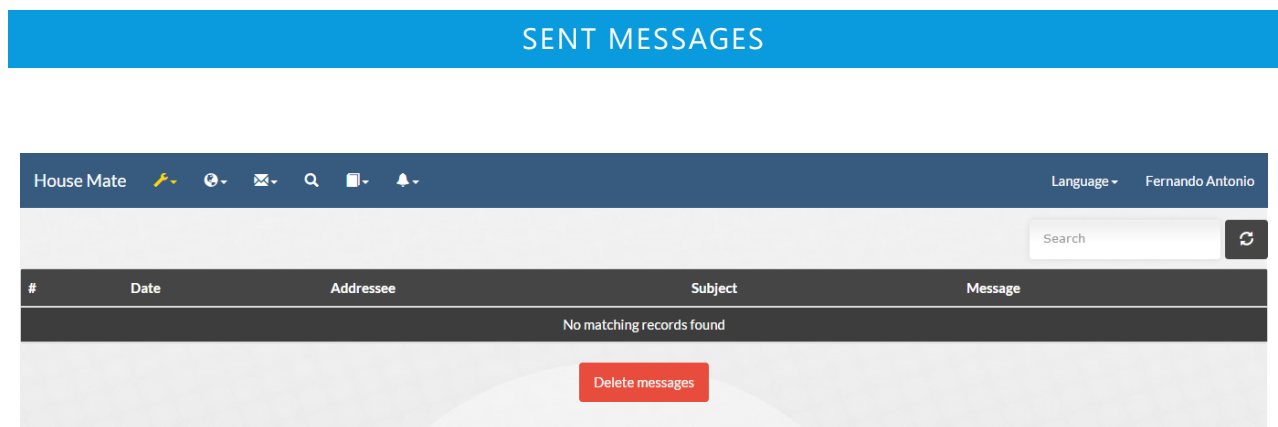 SENT MESSAGES
House Mate Language Fernando Antonio
Search
# Date Addressee Subject Message
No matching records found
Delete messages